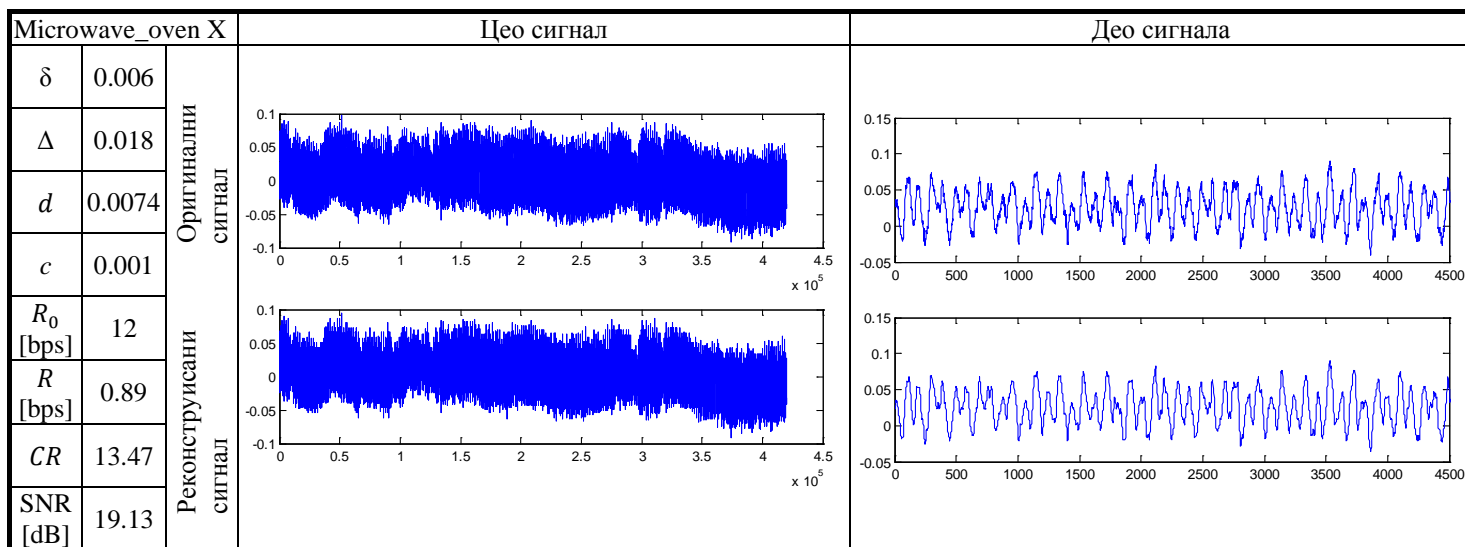 Microwave_oven X
Цео сигнал
Део сигнала
δ 0.006
Δ 0.018
d 0.0074
c 0.001
R₀ [bps] 12
R [bps] 0.89
CR 13.47
SNR [dB] 19.13
Оригинални
сигнал
0.1
0.05
0
-0.05
-0.1
0 0.5 1 1.5 2 2.5 3 3.5 4 4.5
x 10⁵
0.15
0.1
0.05
0
-0.05
0 500 1000 1500 2000 2500 3000 3500 4000 4500
Реконструисани
сигнал
0.1
0.05
0
-0.05
-0.1
0 0.5 1 1.5 2 2.5 3 3.5 4 4.5
x 10⁵
0.15
0.1
0.05
0
-0.05
0 500 1000 1500 2000 2500 3000 3500 4000 4500